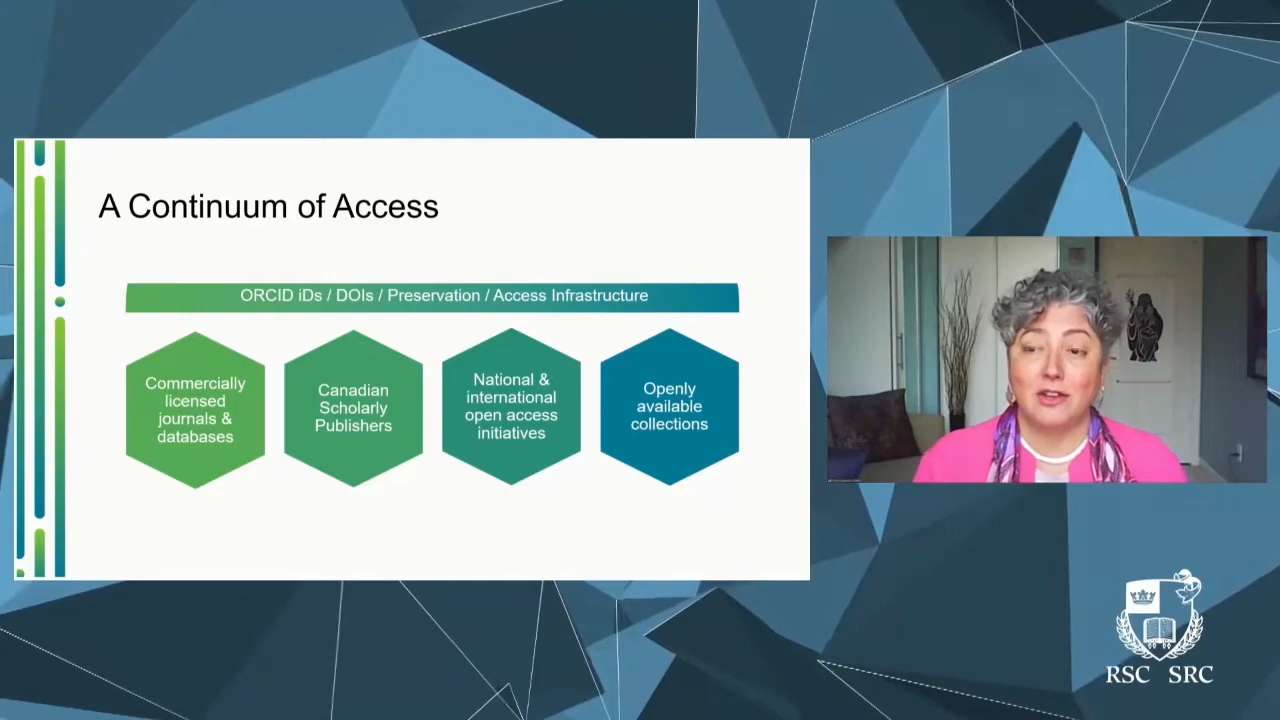 A Continuum of Access
ORCID iDs / DOIs / Preservation / Access Infrastructure
Commercially
licensed
journals &
databases
Canadian
Scholarly
Publishers
National &
international
open access
initiatives
Openly
available
collections
RSC SRC